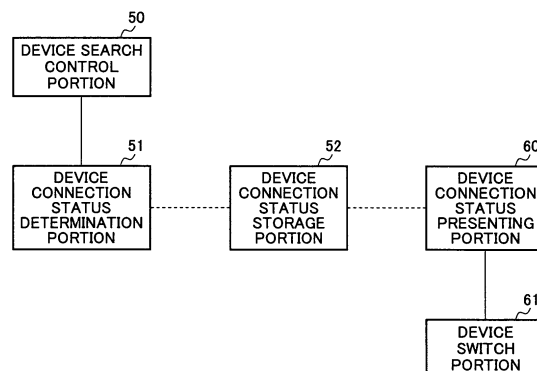 50
DEVICE SEARCH
CONTROL
PORTION
51
DEVICE
CONNECTION
STATUS
DETERMINATION
PORTION
52
DEVICE
CONNECTION
STATUS
STORAGE
PORTION
60
DEVICE
CONNECTION
STATUS
PRESENTING
PORTION
61
DEVICE
SWITCH
PORTION